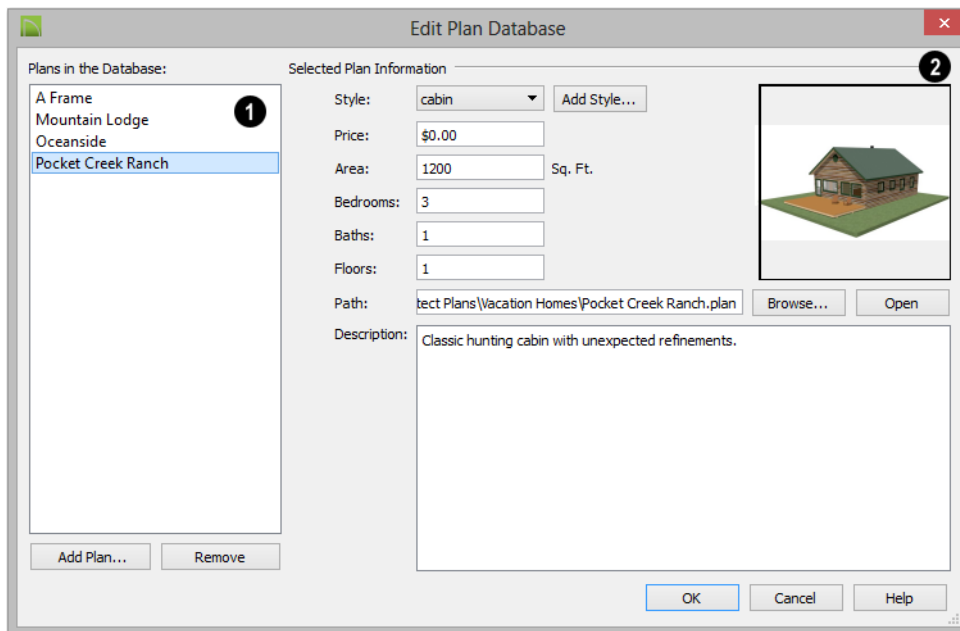 Edit Plan Database
Plans in the Database:
A Frame
Mountain Lodge
Oceanside
Pocket Creek Ranch
1
Add Plan...
Remove
Selected Plan Information
2
Style:
cabin
Add Style...
Price:
$0.00
Area:
1200
Sq. Ft.
Bedrooms:
3
Baths:
1
Floors:
1
Path:
tect Plans\Vacation Homes\Pocket Creek Ranch.plan
Browse...
Open
Description:
Classic hunting cabin with unexpected refinements.
OK
Cancel
Help